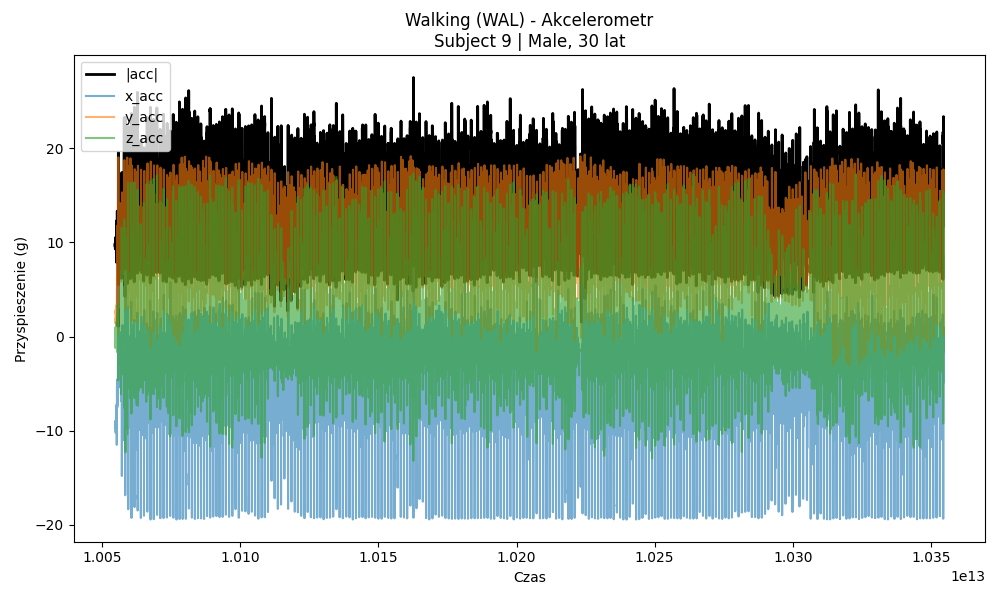 Walking (WAL) - Akcelerometr
Subject 9 | Male, 30 lat
|acc|
x_acc
y_acc
z_acc
Przyspieszenie (g)
20
10
0
−10
−20
1.005 1.010 1.015 1.020 1.025 1.030 1.035
1e13
Czas